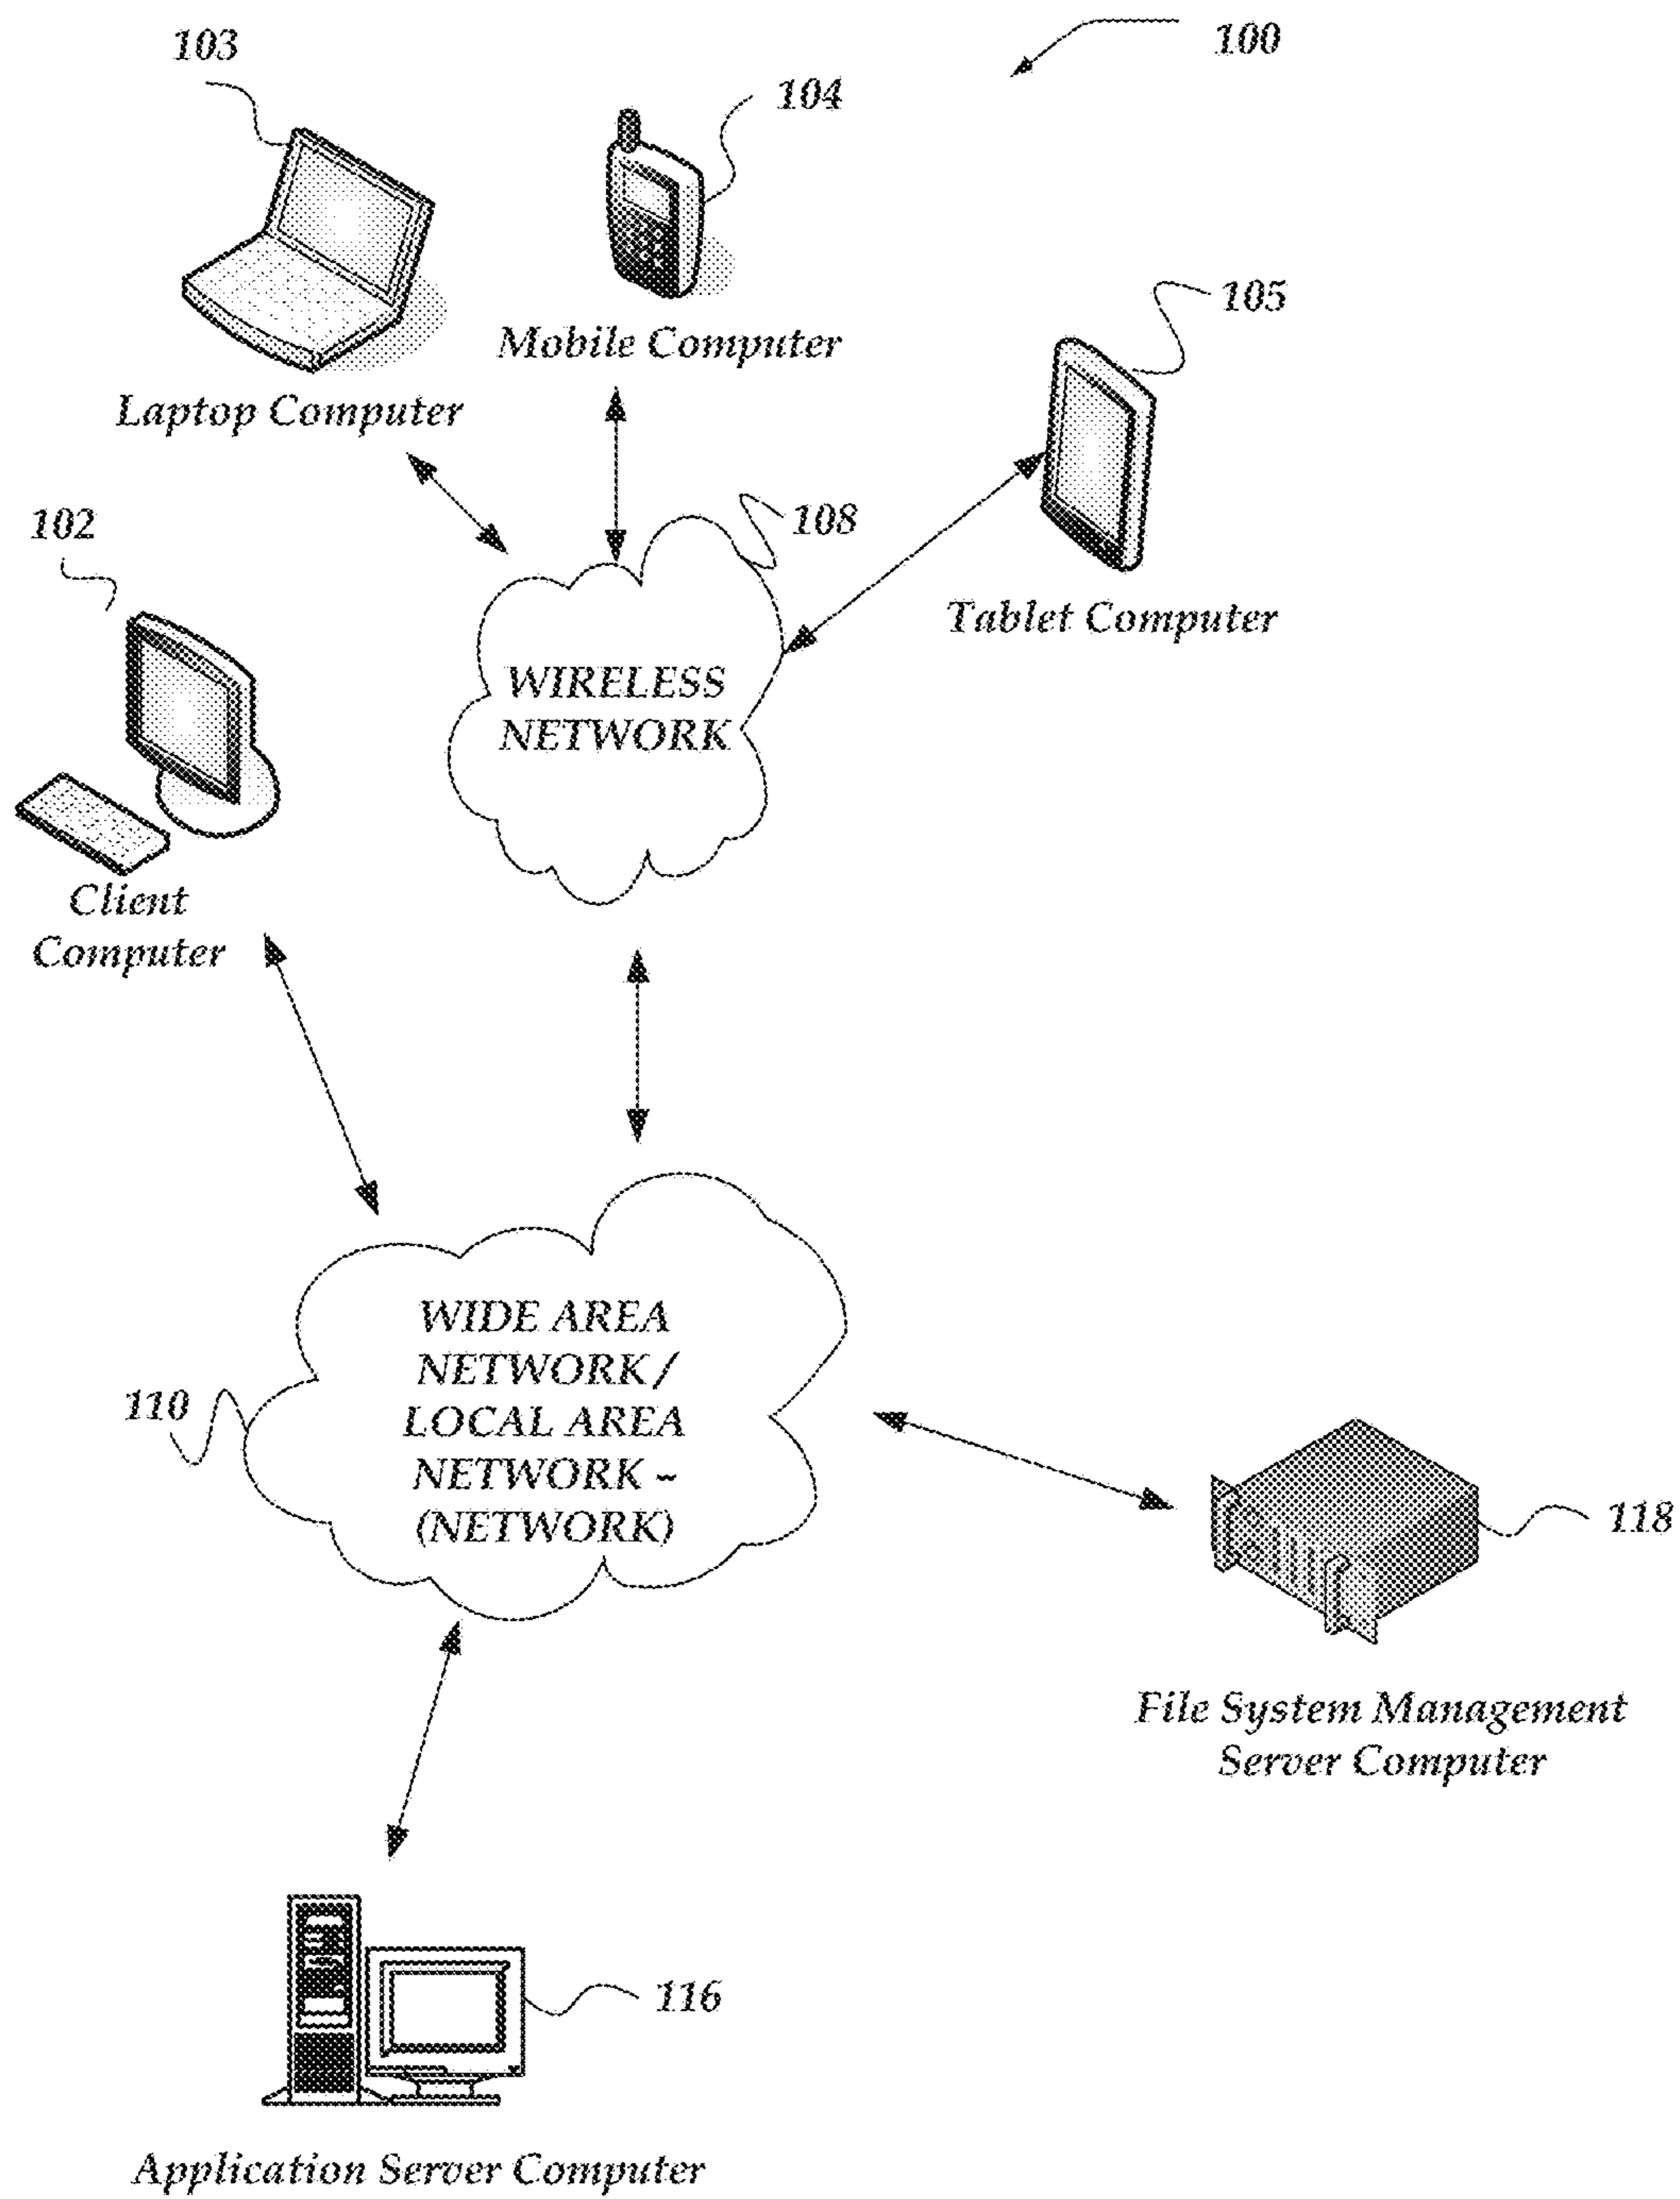 100
103
104
105
Mobile Computer
Laptop Computer
108
102
Tablet Computer
WIRELESS
NETWORK
Client
Computer
WIDE AREA
NETWORK /
LOCAL AREA
NETWORK –
(NETWORK)
110
118
File System Management
Server Computer
116
Application Server Computer